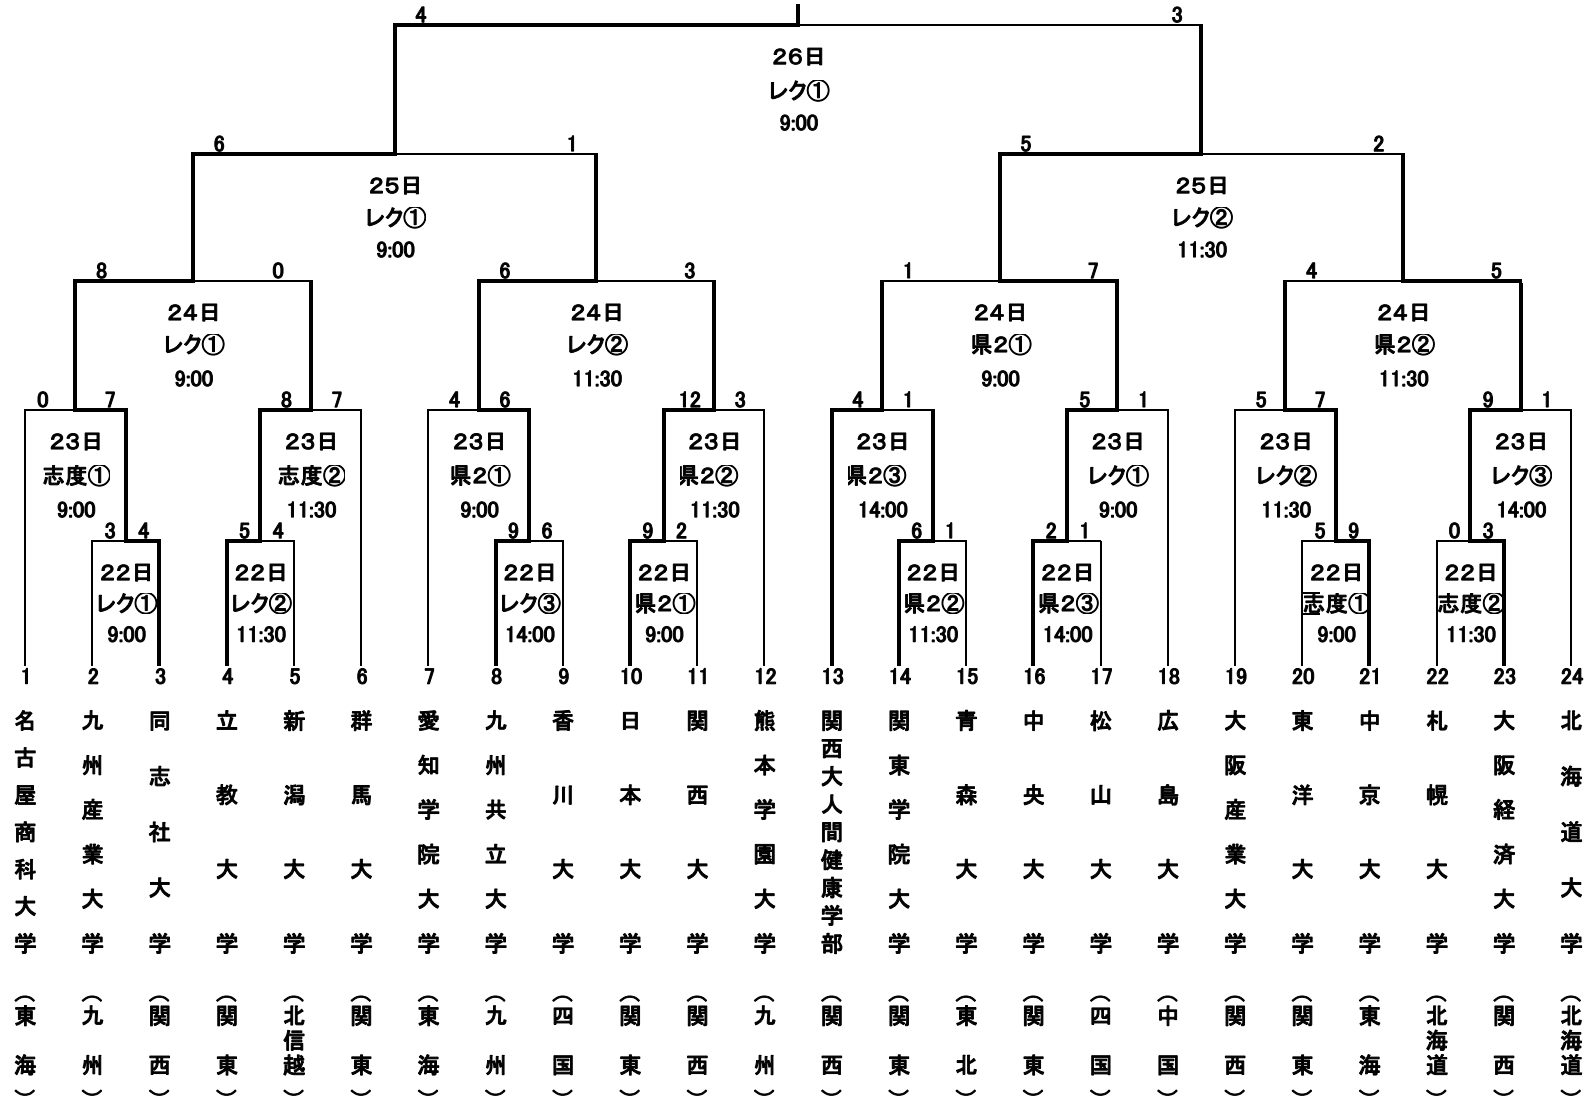 4 3
26日
レク①
9:00
6 1 5 2
25日 25日
レク① レク②
9:00 11:30
8 0 6 3 1 7 4 5
24日 24日 24日 24日
レク① レク② 県2① 県2②
9:00 11:30 9:00 11:30
0 7 8 7 4 6 12 3 4 1 5 1 5 7 9 1
23日 23日 23日 23日 23日 23日 23日 23日
志度① 志度② 県2① 県2② 県2③ レク① レク② レク③
9:00 11:30 9:00 11:30 14:00 9:00 11:30 14:00
3 4 5 4 9 6 9 2 6 1 2 1 5 9 0 3
22日 22日 22日 22日 22日 22日 22日 22日
レク① レク② レク③ 県2① 県2② 県2③ 志度① 志度②
9:00 11:30 14:00 9:00 11:30 14:00 9:00 11:30
1 2 3 4 5 6 7 8 9 10 11 12 13 14 15 16 17 18 19 20 21 22 23 24
名古屋商科大学（東海）
九州産業大学（九州）
同志社大学（関西）
立教大学（関東）
新潟大学（北信越）
群馬大学（関東）
愛知学院大学（東海）
九州共立大学（九州）
香川大学（四国）
日本大学（関東）
関西大学（関西）
熊本学園大学（九州）
関西大人間健康学部（関西）
関東学院大学（関東）
青森大学（東北）
中央大学（関東）
松山大学（四国）
広島大学（中国）
大阪産業大学（関西）
東洋大学（関東）
中京大学（東海）
札幌大学（北海道）
大阪経済大学（関西）
北海道大学（北海道）